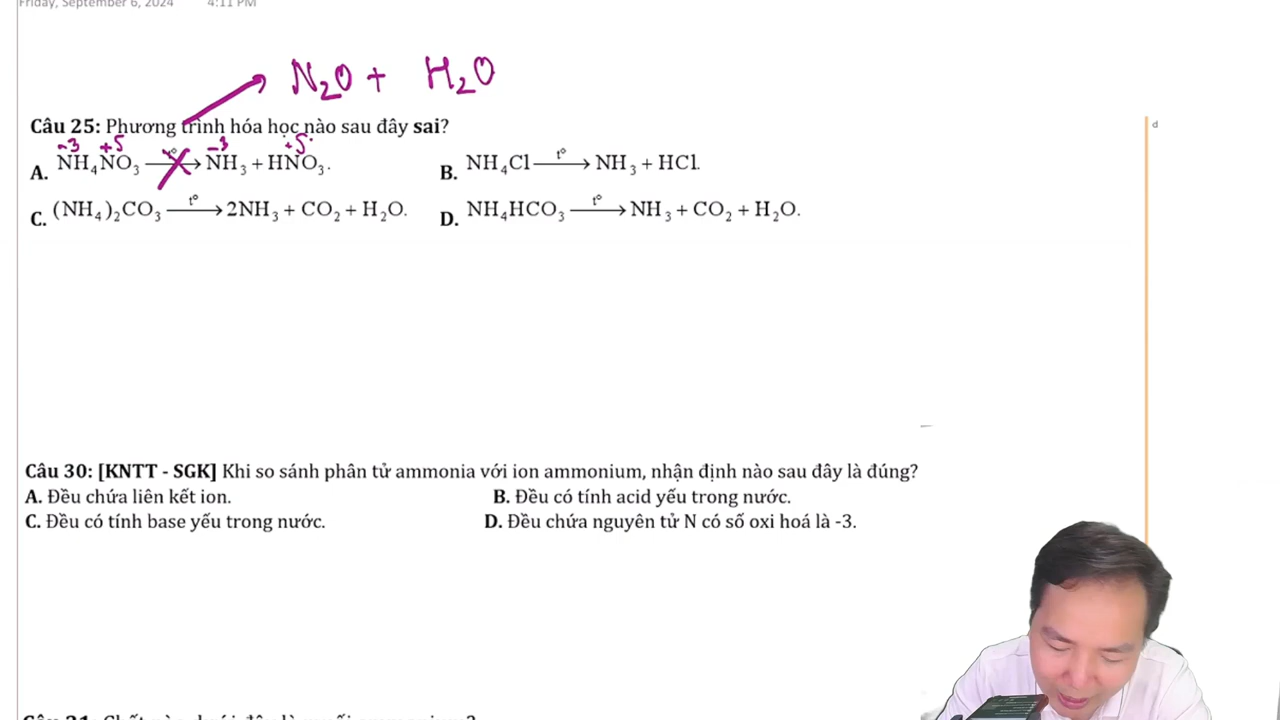 Friday, September 6, 2024 4:11 PM
N₂O + H₂O
Câu 25: Phương trình hóa học nào sau đây sai?
-3 +5 -3 +5
A. NH₄NO₃ —t°→ NH₃ + HNO₃.
B. NH₄Cl —t°→ NH₃ + HCl.
C. (NH₄)₂CO₃ —t°→ 2NH₃ + CO₂ + H₂O.
D. NH₄HCO₃ —t°→ NH₃ + CO₂ + H₂O.
d
Câu 30: [KNTT - SGK] Khi so sánh phân tử ammonia với ion ammonium, nhận định nào sau đây là đúng?
A. Đều chứa liên kết ion.
B. Đều có tính acid yếu trong nước.
C. Đều có tính base yếu trong nước.
D. Đều chứa nguyên tử N có số oxi hoá là -3.